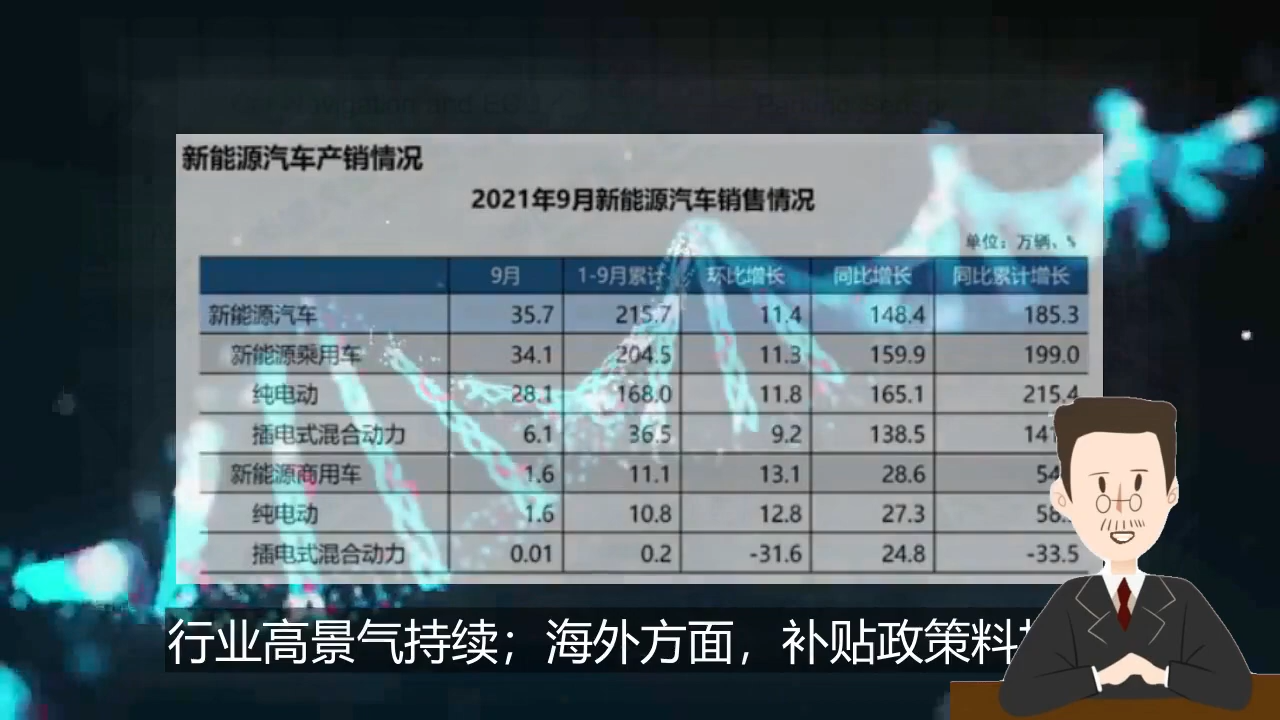 新能源汽车产销情况
2021年9月新能源汽车销售情况
单位：万辆、%
9月 1-9月累计 环比增长 同比增长 同比累计增长
新能源汽车 35.7 215.7 11.4 148.4 185.3
新能源乘用车 34.1 204.5 11.3 159.9 199.0
纯电动 28.1 168.0 11.8 165.1 215.4
插电式混合动力 6.1 36.5 9.2 138.5
新能源商用车 1.6 11.1 13.1 28.6
纯电动 1.6 10.8 12.8 27.3
插电式混合动力 0.01 0.2 -31.6 24.8 -33.5
行业高景气持续；海外方面，补贴政策料